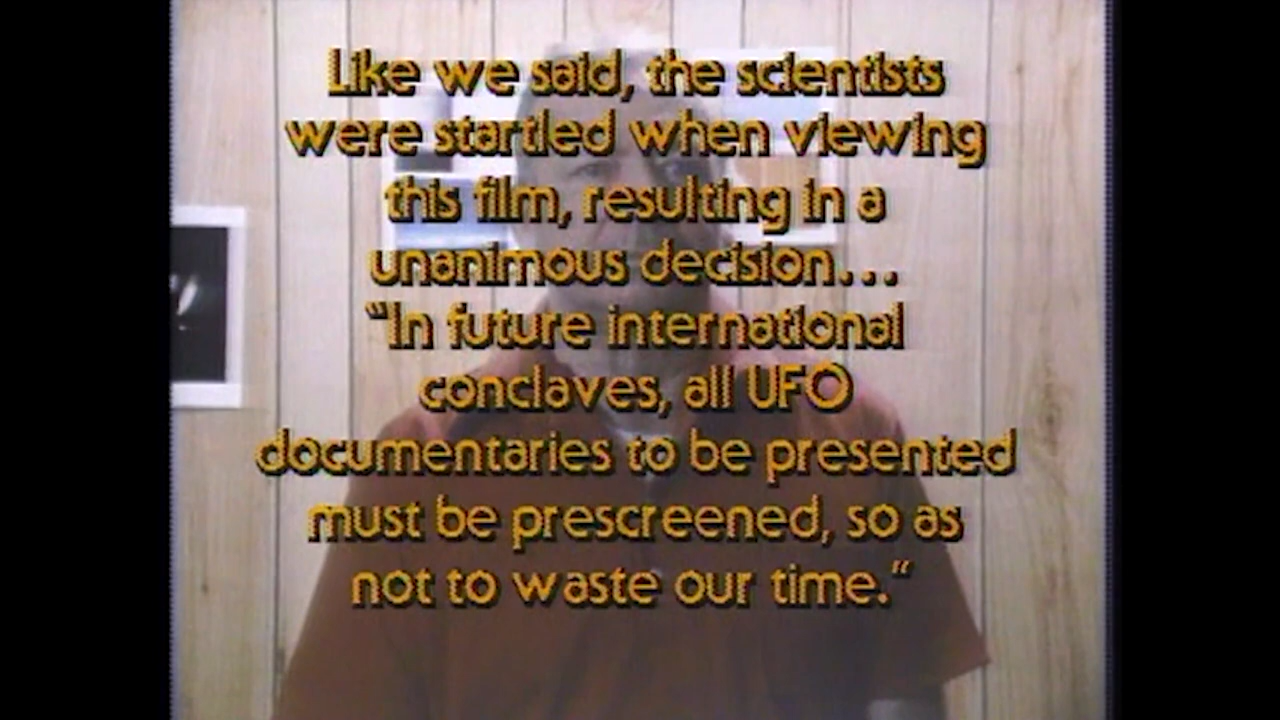 Like we said, the scientists
were startled when viewing
this film, resulting in a
unanimous decision...
“In future international
conclaves, all UFO
documentaries to be presented
must be prescreened, so as
not to waste our time.”